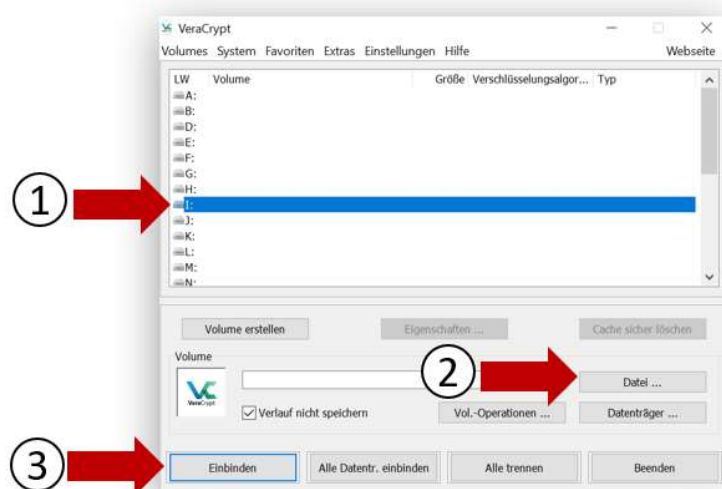 VeraCrypt
Volumes System Favoriten Extras Einstellungen Hilfe Webseite
LW Volume Größe Verschlüsselungsalgor... Typ
A:
B:
D:
E:
F:
G:
H:
1
I:
J:
K:
L:
M:
N:
Volume erstellen Eigenschaften ... Cache sicher löschen
Volume
2
Datei ...
VC
VeraCrypt
Verlauf nicht speichern Vol.-Operationen ... Datenträger ...
3
Einbinden Alle Datentr. einbinden Alle trennen Beenden